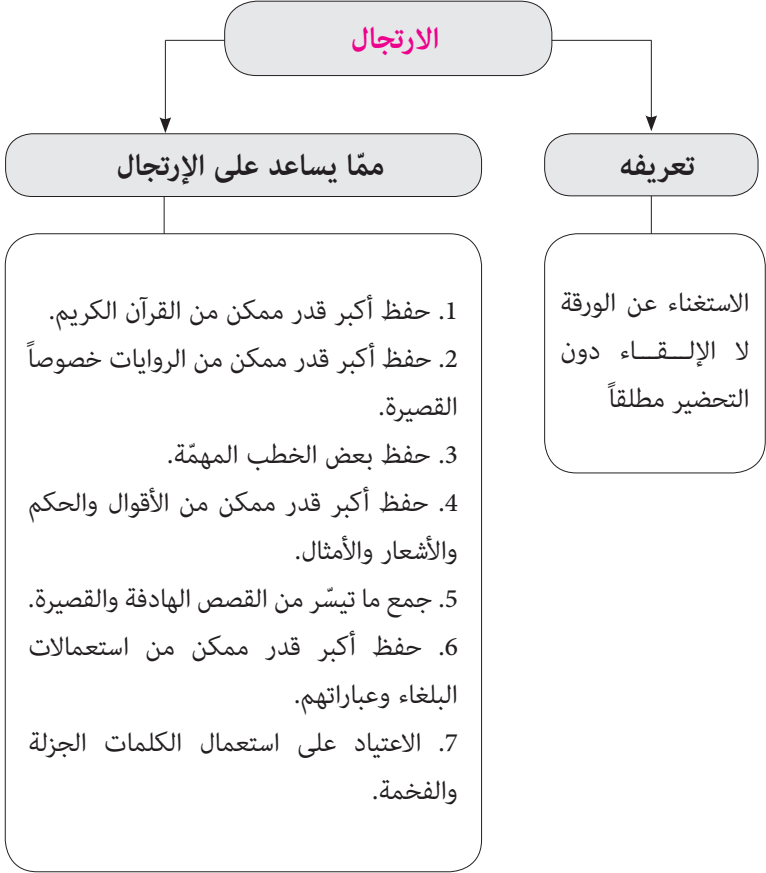 الارتجال
تعريفه
الاستغناء عن الورقة
لا الإلـــقـــاء دون
التحضير مطلقاً
ممّا يساعد على الإرتجال
1. حفظ أكبر قدر ممكن من القرآن الكريم.
2. حفظ أكبر قدر ممكن من الروايات خصوصاً
القصيرة.
3. حفظ بعض الخطب المهمّة.
4. حفظ أكبر قدر ممكن من الأقوال والحكم
والأشعار والأمثال.
5. جمع ما تيسّر من القصص الهادفة والقصيرة.
6. حفظ أكبر قدر ممكن من استعمالات
البلغاء وعباراتهم.
7. الاعتياد على استعمال الكلمات الجزلة
والفخمة.